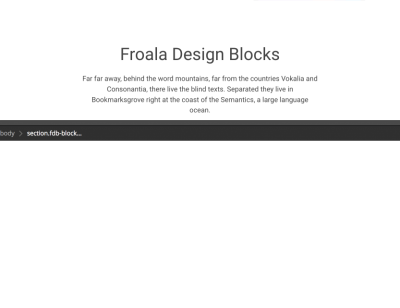 Froala Design Blocks
Far far away, behind the word mountains, far from the countries Vokalia and
Consonantia, there live the blind texts. Separated they live in
Bookmarksgrove right at the coast of the Semantics, a large language
ocean.
body > section.fdb-block...